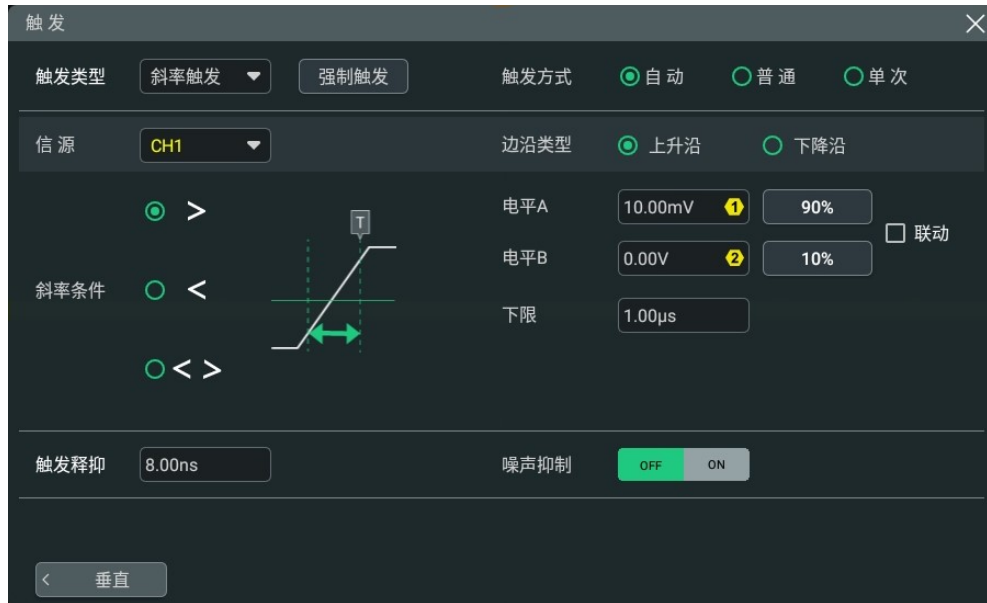 触发
触发类型 斜率触发 强制触发 触发方式 自动 普通 单次
信源 CH1 边沿类型 上升沿 下降沿
> T 电平A 10.00mV 1 90%
联动
电平B 0.00V 2 10%
斜率条件 <
下限 1.00μs
< >
触发释抑 8.00ns 噪声抑制 OFF ON
< 垂直